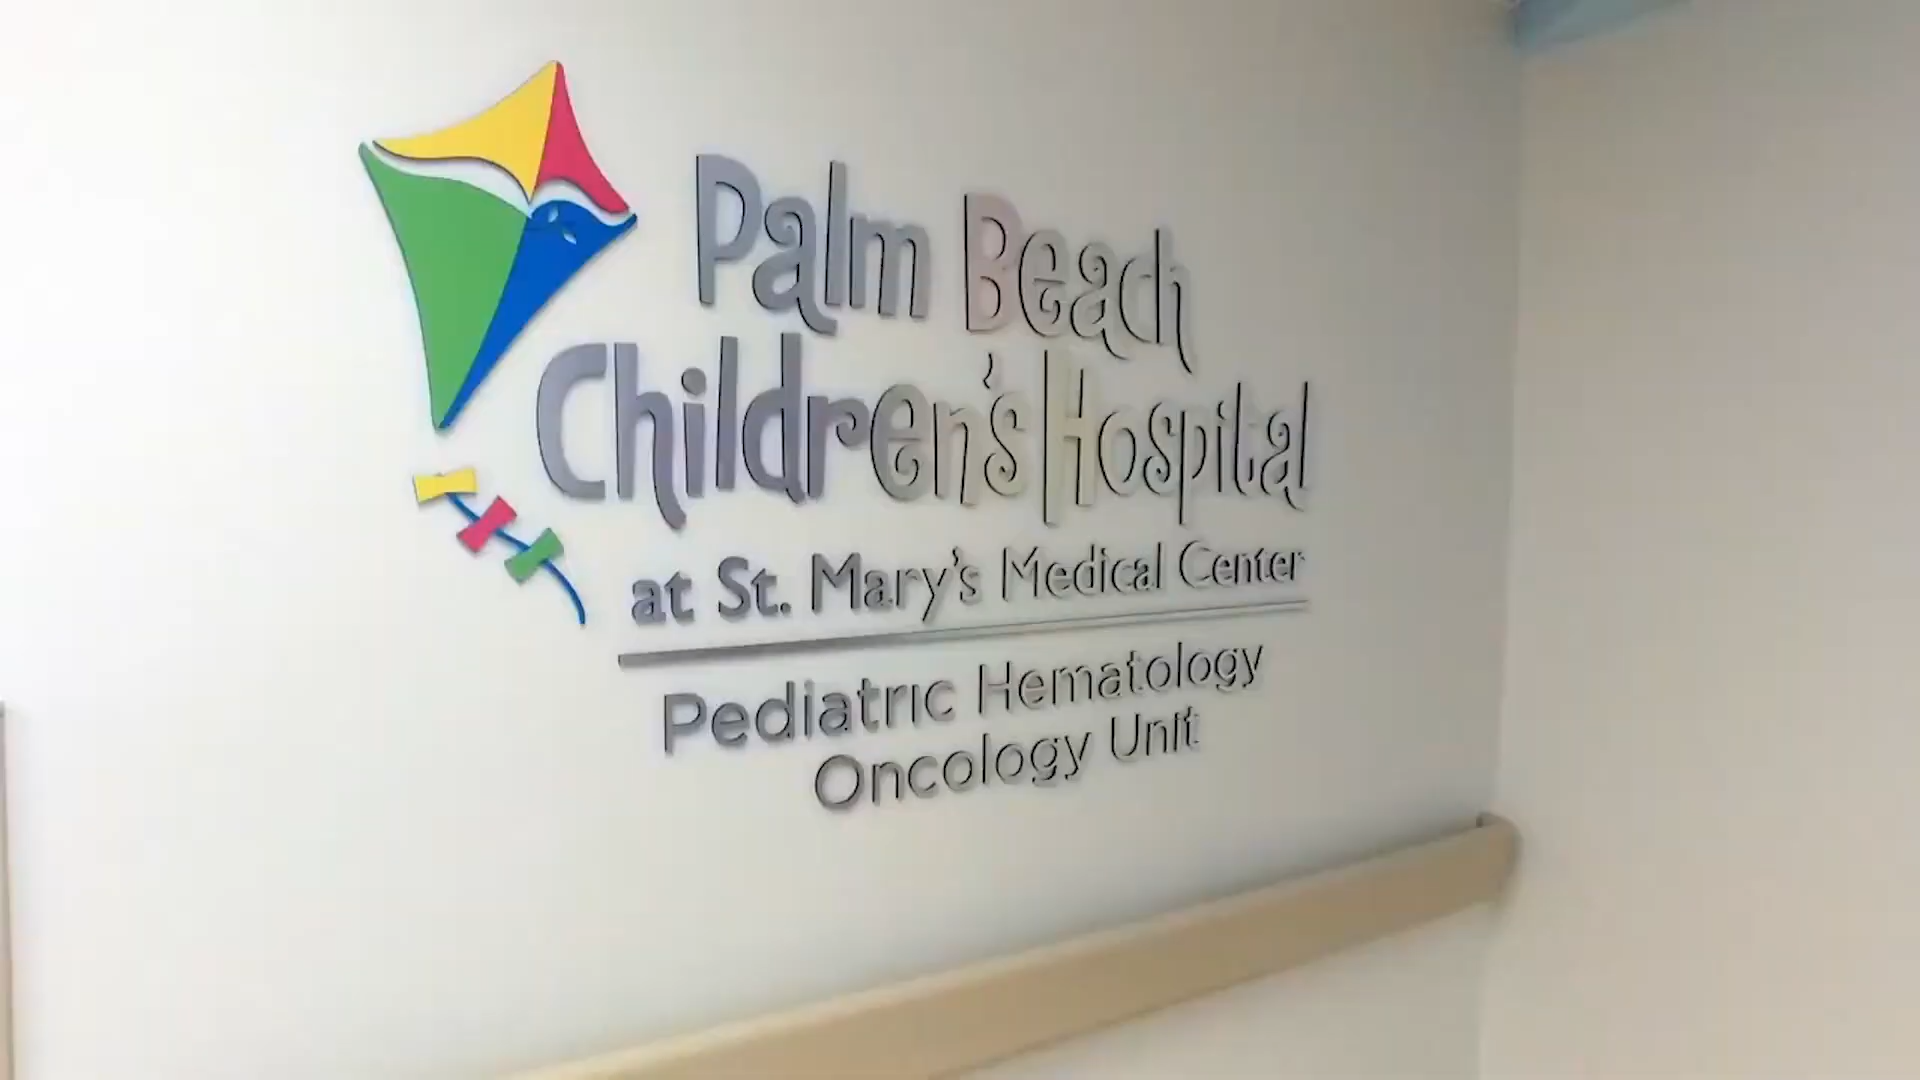 Palm Beach
Children's Hospital
at St. Mary's Medical Center
Pediatric Hematology
Oncology Unit